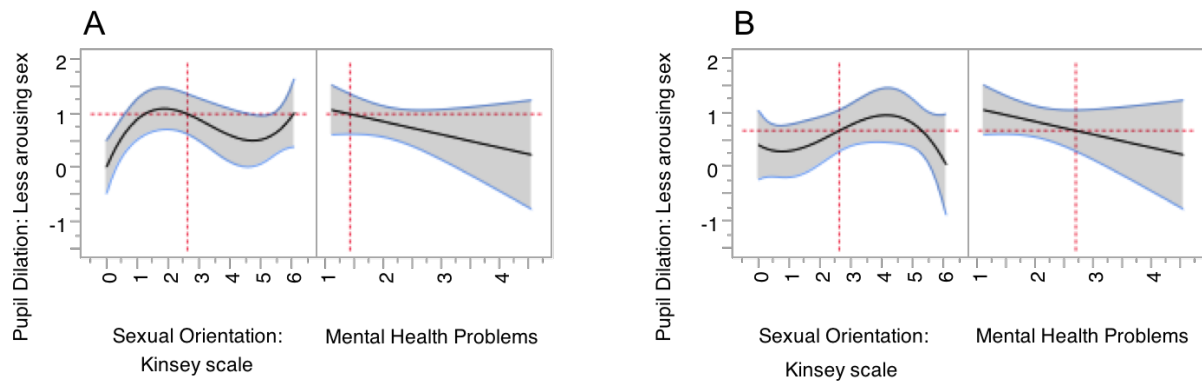 A
Pupil Dilation: Less arousing sex
2
1
0
-1
0 1 2 3 4 5 6
1 2 3 4
Sexual Orientation:
Kinsey scale
Mental Health Problems
B
Pupil Dilation: Less arousing sex
2
1
0
-1
0 1 2 3 4 5 6
1 2 3 4
Sexual Orientation:
Kinsey scale
Mental Health Problems